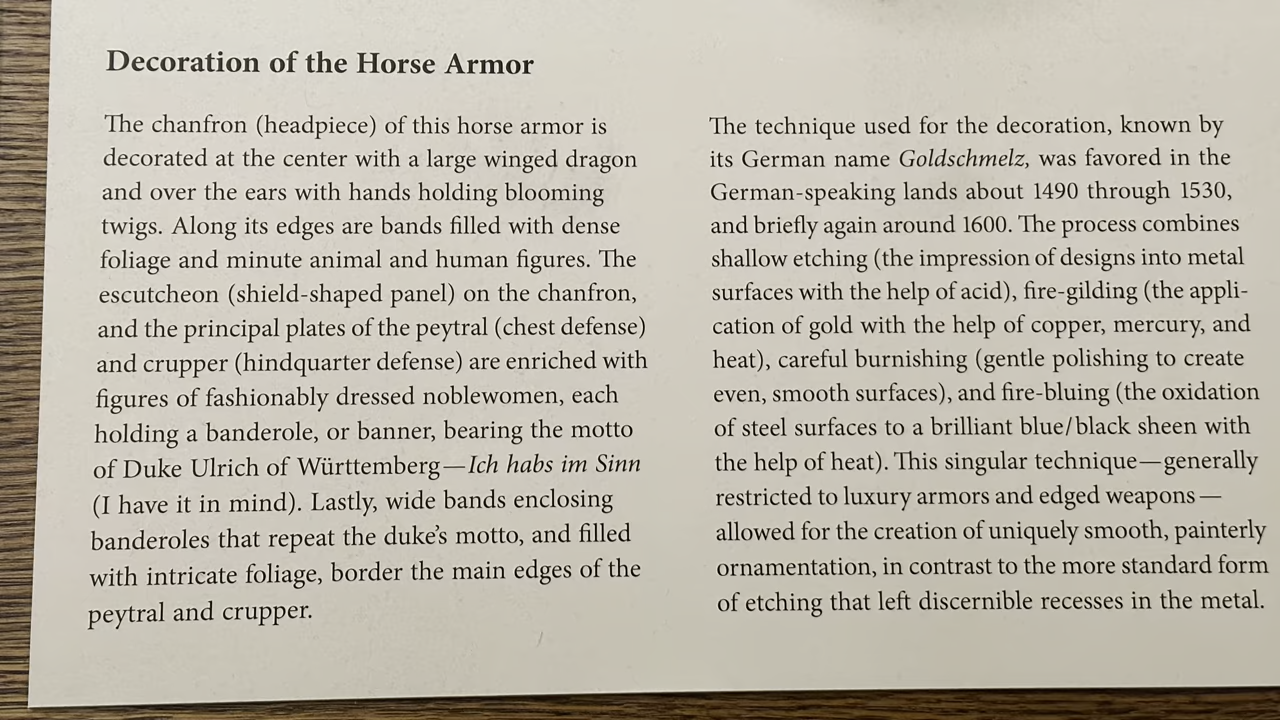 Decoration of the Horse Armor
The chanfron (headpiece) of this horse armor is
decorated at the center with a large winged dragon
and over the ears with hands holding blooming
twigs. Along its edges are bands filled with dense
foliage and minute animal and human figures. The
escutcheon (shield-shaped panel) on the chanfron,
and the principal plates of the peytral (chest defense)
and crupper (hindquarter defense) are enriched with
figures of fashionably dressed noblewomen, each
holding a banderole, or banner, bearing the motto
of Duke Ulrich of Württemberg—Ich habs im Sinn
(I have it in mind). Lastly, wide bands enclosing
banderoles that repeat the duke's motto, and filled
with intricate foliage, border the main edges of the
peytral and crupper.
The technique used for the decoration, known by
its German name Goldschmelz, was favored in the
German-speaking lands about 1490 through 1530,
and briefly again around 1600. The process combines
shallow etching (the impression of designs into metal
surfaces with the help of acid), fire-gilding (the appli-
cation of gold with the help of copper, mercury, and
heat), careful burnishing (gentle polishing to create
even, smooth surfaces), and fire-bluing (the oxidation
of steel surfaces to a brilliant blue/black sheen with
the help of heat). This singular technique—generally
restricted to luxury armors and edged weapons—
allowed for the creation of uniquely smooth, painterly
ornamentation, in contrast to the more standard form
of etching that left discernible recesses in the metal.